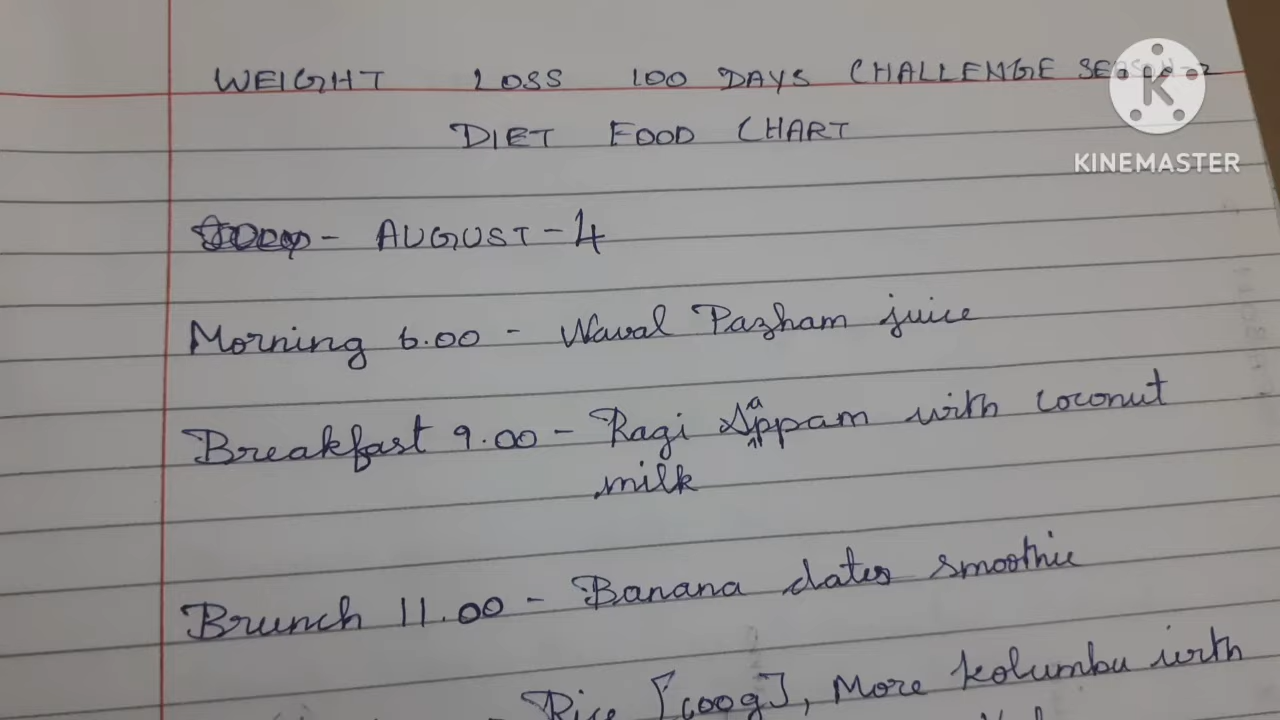 WEIGHT LOSS 100 DAYS CHALLENGE
DIET FOOD CHART
KINEMASTER
- AUGUST - 4
Morning 6.00 - Naval Pazham juice
Breakfast 9.00 - Ragi Aappam with coconut
milk
Brunch 11.00 - Banana dates smoothie
Rice [100g], More kolumbu with